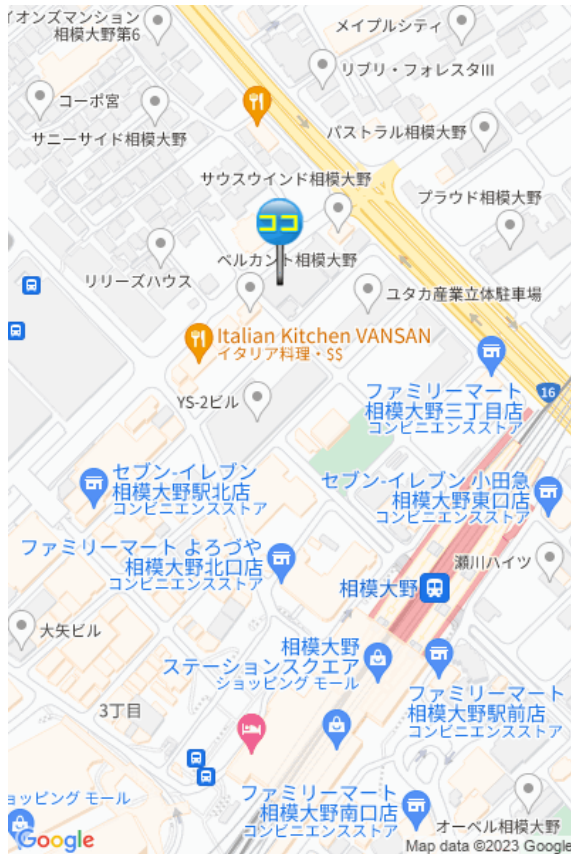 イオンズマンション
相模大野第6
メイプルシティ
リブリ・フォレスタIII
コーポ宮
サニーサイド相模大野
パストラル相模大野
サウスウインド相模大野
プラウド相模大野
ココ
ベルカント相模大野
リリーズハウス
ユタカ産業立体駐車場
Italian Kitchen VANSAN
イタリア料理・$$
ファミリーマート
相模大野三丁目店
コンビニエンスストア
16
YS-2ビル
セブン-イレブン
相模大野駅北店
コンビニエンスストア
セブン-イレブン 小田急
相模大野東口店
コンビニエンスストア
ファミリーマート よろづや
相模大野北口店
コンビニエンスストア
瀬川ハイツ
相模大野
大矢ビル
相模大野
ステーションスクエア
ショッピング モール
3丁目
ファミリーマート
相模大野駅前店
コンビニエンスストア
ョッピング モール
ファミリーマート
相模大野南口店
コンビニエンスストア
オーベル相模大野
Google
Map data ©2023 Google